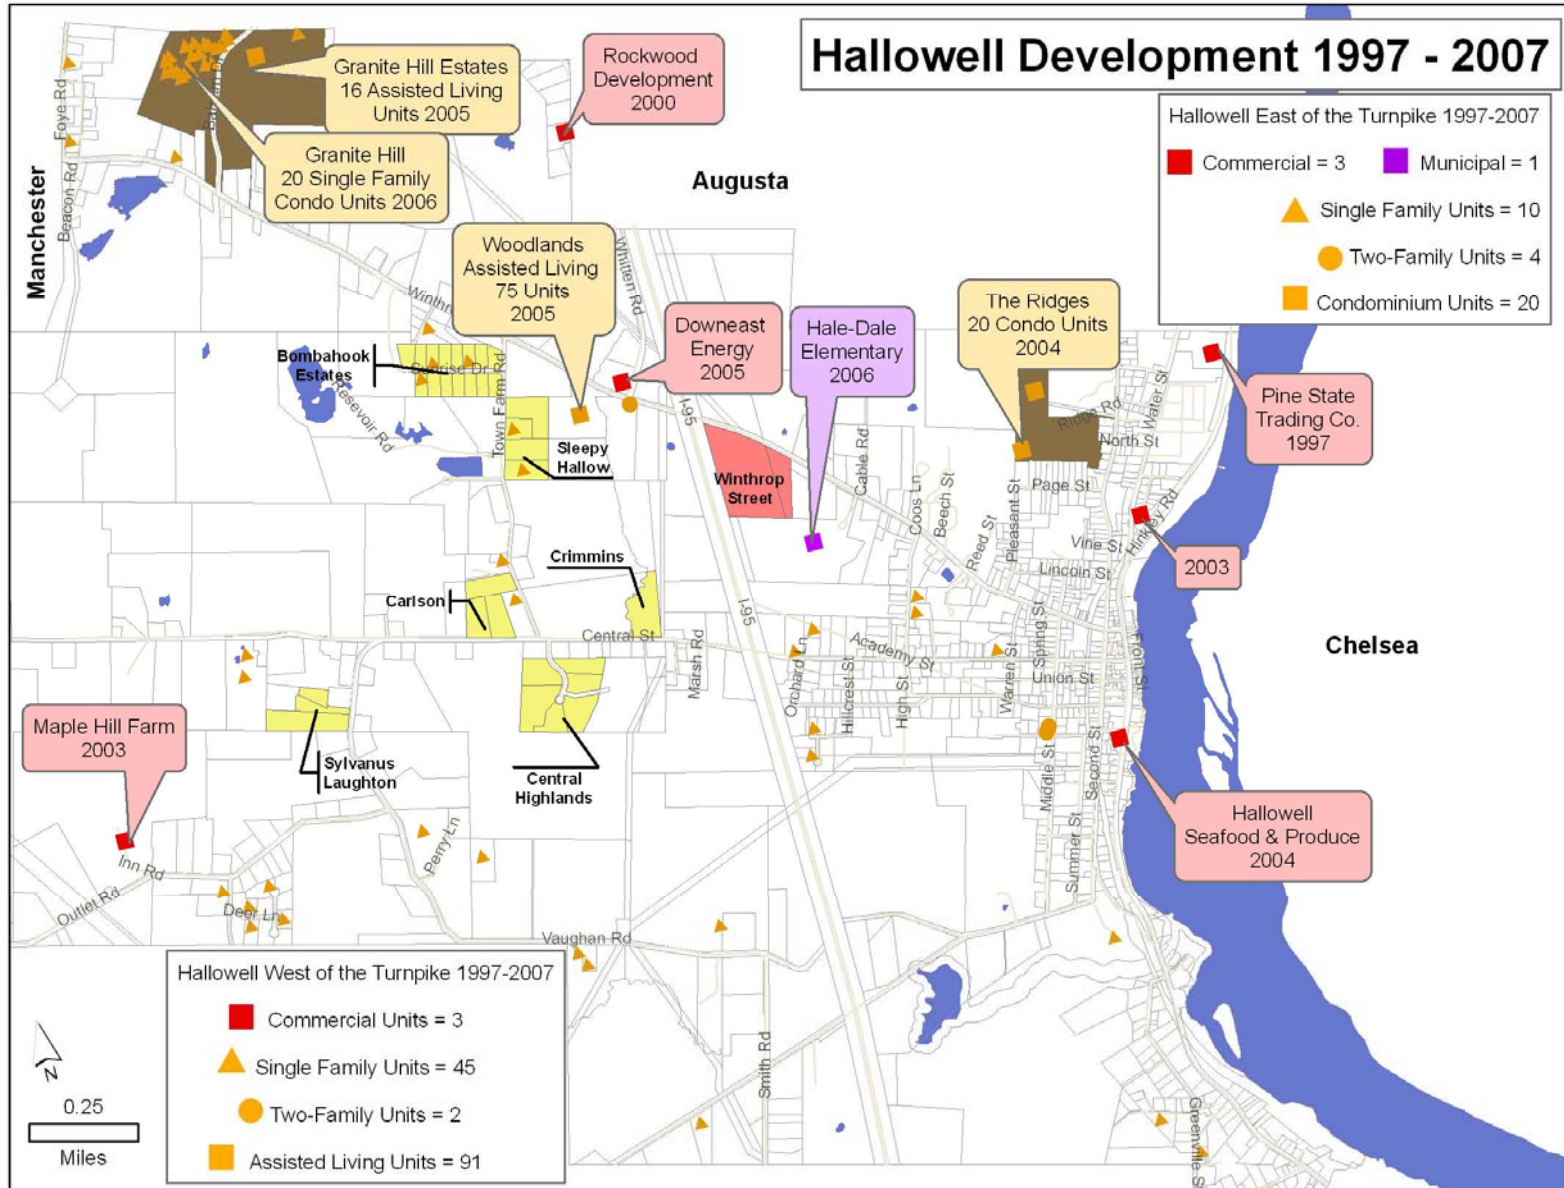 Hallowell Development 1997 - 2007
Hallowell East of the Turnpike 1997-2007
Commercial = 3
Municipal = 1
Single Family Units = 10
Two-Family Units = 4
Condominium Units = 20
Granite Hill Estates
16 Assisted Living
Units 2005
Rockwood
Development
2000
Granite Hill
20 Single Family
Condo Units 2006
Foye Rd
Manchester
Beacon Rd
Augusta
Woodlands
Assisted Living
75 Units
2005
Whitten Rd
Downeast
Energy
2005
Hale-Dale
Elementary
2006
The Ridges
20 Condo Units
2004
Pine State
Trading Co.
1997
Bombahook
Estates
Sunrise Dr
Town Farm Rd
Resevoir Rd
I-95
Sleepy
Hallow
Winthrop
Street
Cable Rd
Coos Ln
Beech St
Reed St
Pleasant St
Ridge Rd
Water St
North St
Page St
Hinkley Rd
Vine St
Lincoln St
2003
Crimmins
Carlson
Central St
I-95
Marsh Rd
Orchard Ln
Academy St
Hillcrest St
High St
Warren St
Spring St
Union St
Front St
Chelsea
Maple Hill Farm
2003
Sylvanus
Laughton
Central
Highlands
Middle St
Second St
Summer St
Hallowell
Seafood & Produce
2004
Inn Rd
Outlet Rd
Deer Ln
Perry Ln
Vaughan Rd
Smith Rd
Greenville S
Hallowell West of the Turnpike 1997-2007
Commercial Units = 3
Single Family Units = 45
Two-Family Units = 2
Assisted Living Units = 91
N
0.25
Miles